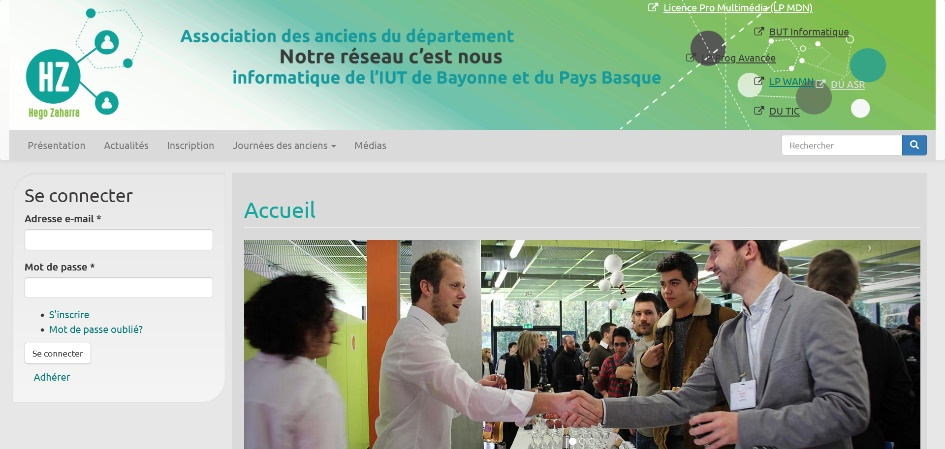 Licence Pro Multimédia (LP MDN)
Association des anciens du département
BUT Informatique
Notre réseau c'est nous
Prog Avancée
informatique de l'IUT de Bayonne et du Pays Basque
LP WAMN
DU ASR
DU TIC
HZ
Hego Zaharra
Présentation Actualités Inscription Journées des anciens Médias Rechercher
Se connecter
Adresse e-mail *
Mot de passe *
S'inscrire
Mot de passe oublié?
Se connecter
Adhérer
Accueil